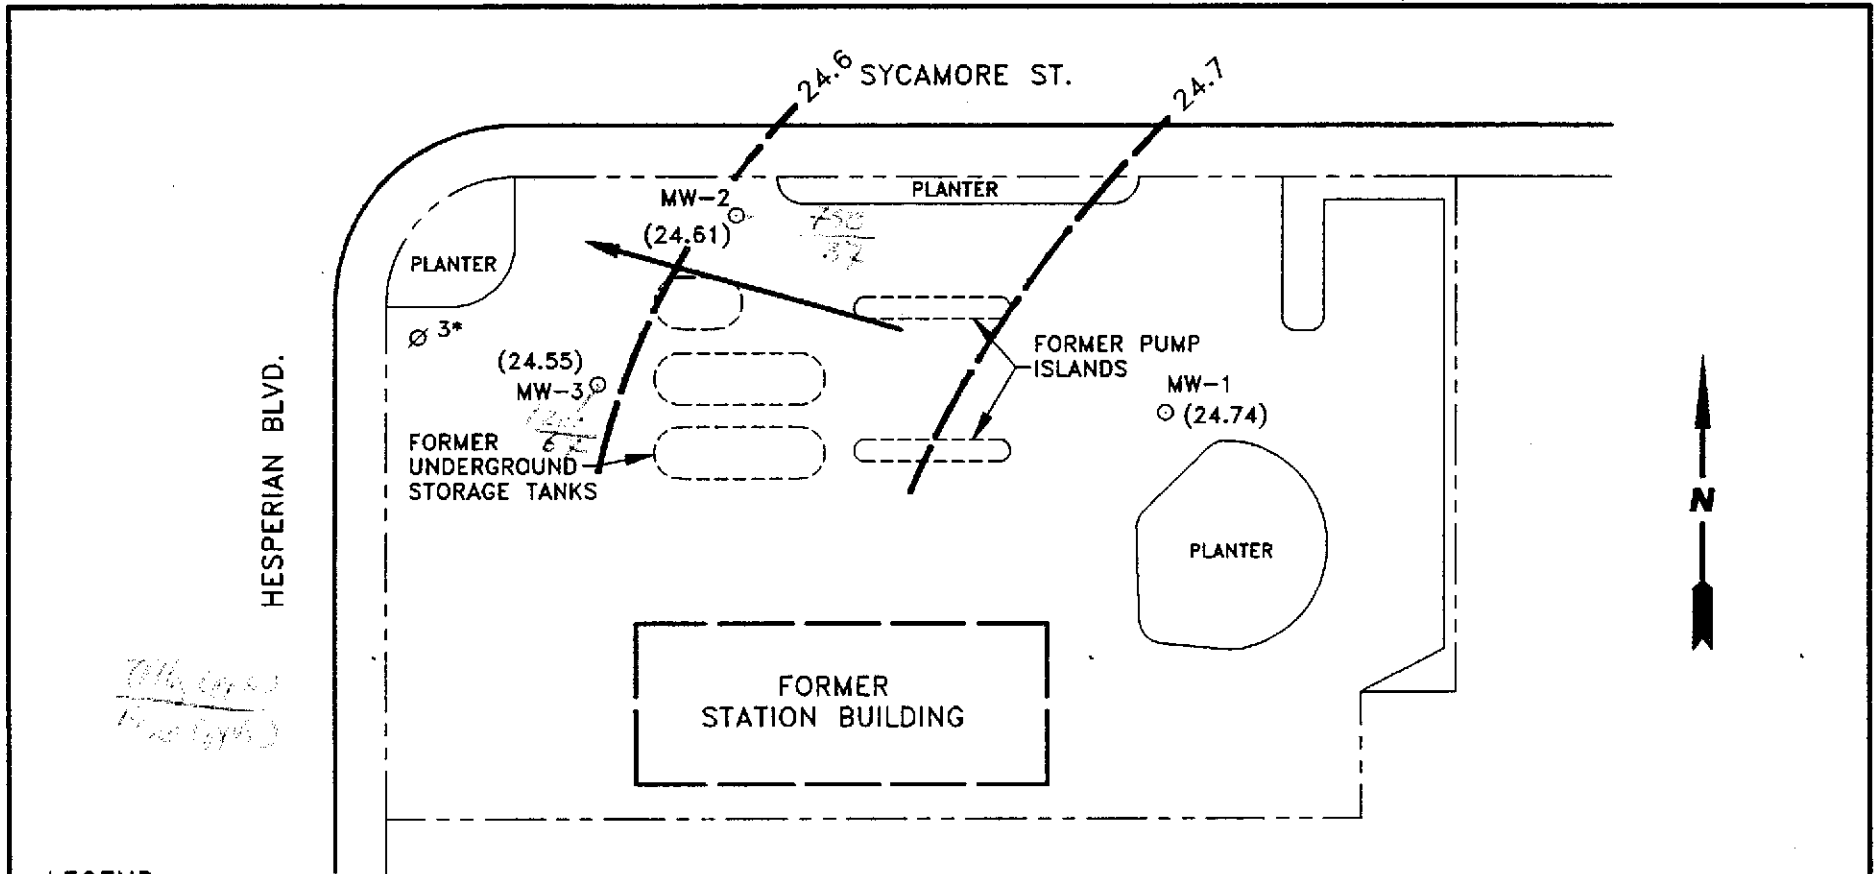 24.6
SYCAMORE ST.
24.7
MW-2
(24.61)
PLANTER
PLANTER
3*
(24.55)
MW-3
FORMER PUMP
ISLANDS
MW-1
(24.74)
FORMER
UNDERGROUND
STORAGE TANKS
HESPERIAN BLVD.
N
PLANTER
FORMER
STATION BUILDING